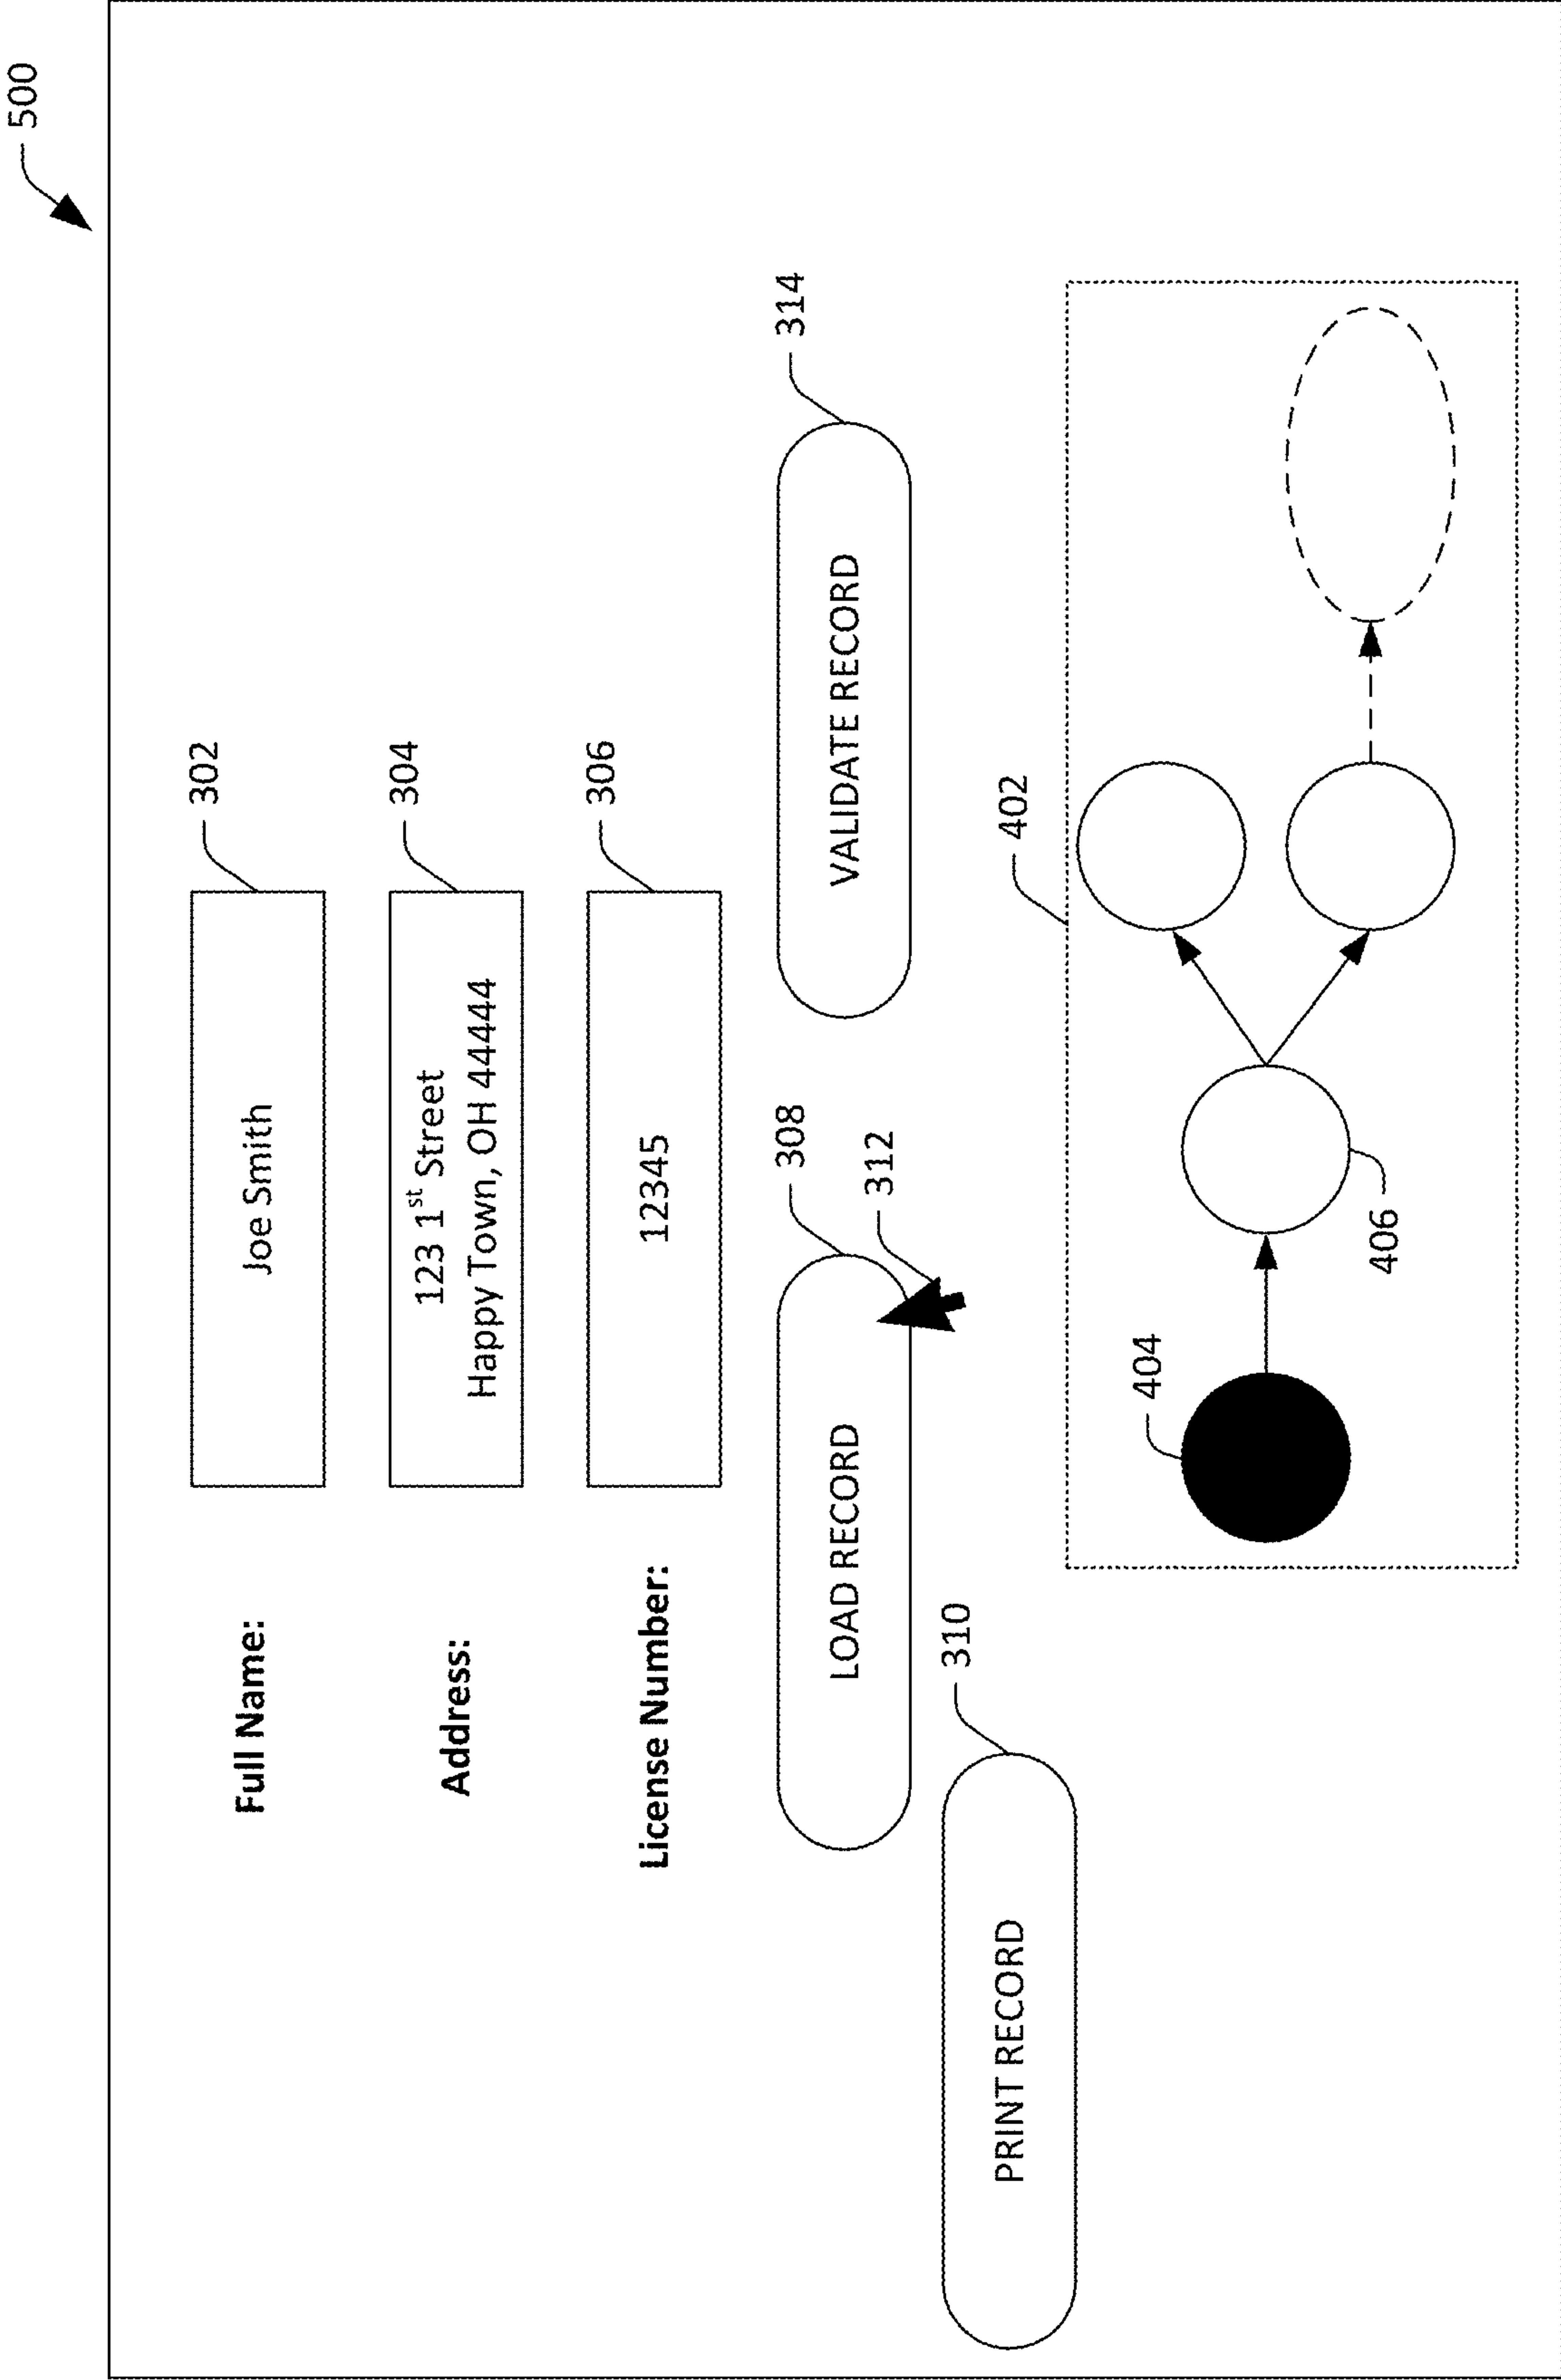 500
Full Name:
Joe Smith
302
Address:
123 1st Street
Happy Town, OH 44444
304
License Number:
12345
306
LOAD RECORD
308
312
VALIDATE RECORD
314
PRINT RECORD
310
402
404
406